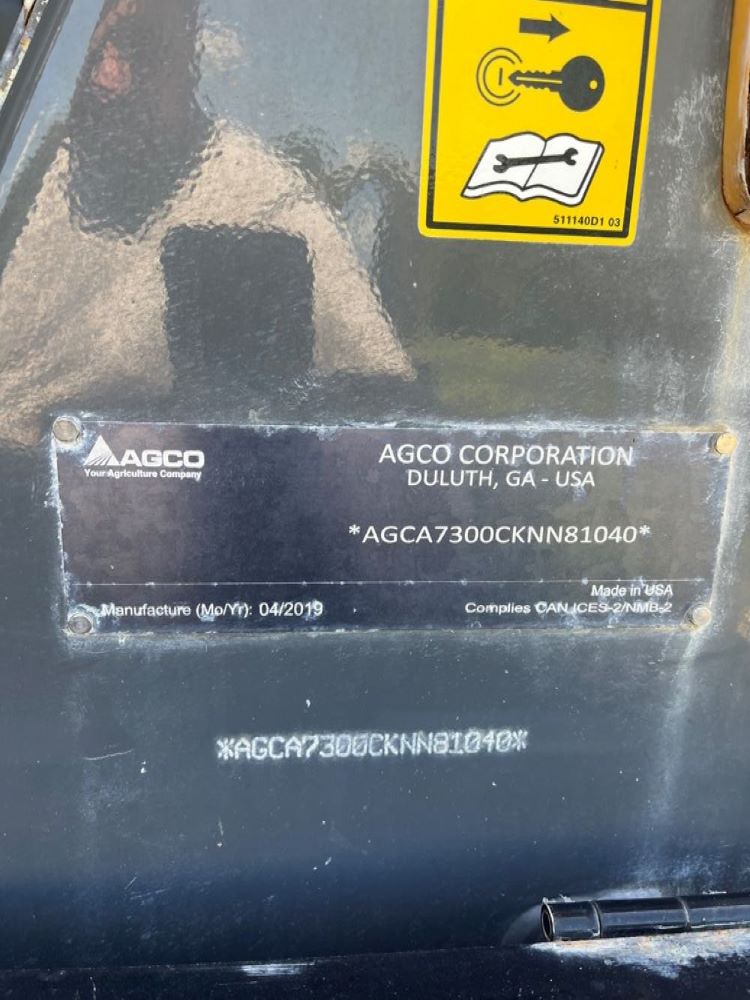 511140D1 03
AGCO
Your Agriculture Company
AGCO CORPORATION
DULUTH, GA - USA
*AGCA7300CKNN81040*
Made in USA
Manufacture (Mo/Yr): 04/2019
Complies CAN ICES-2/NMB-2
*AGCA7300CKNN81040*